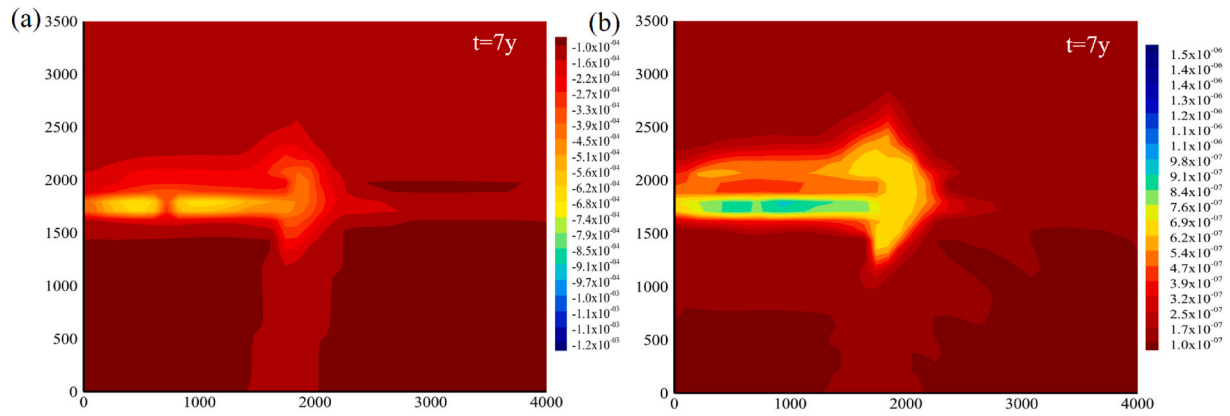 (a)
t=7y
3500
3000
2500
2000
1500
1000
500
0
0 1000 2000 3000 4000
-1.0x10⁻⁰⁴
-1.6x10⁻⁰⁴
-2.2x10⁻⁰⁴
-2.7x10⁻⁰⁴
-3.3x10⁻⁰⁴
-3.9x10⁻⁰⁴
-4.5x10⁻⁰⁴
-5.1x10⁻⁰⁴
-5.6x10⁻⁰⁴
-6.2x10⁻⁰⁴
-6.8x10⁻⁰⁴
-7.4x10⁻⁰⁴
-7.9x10⁻⁰⁴
-8.5x10⁻⁰⁴
-9.1x10⁻⁰⁴
-9.7x10⁻⁰⁴
-1.0x10⁻⁰³
-1.1x10⁻⁰³
-1.1x10⁻⁰³
-1.2x10⁻⁰³
(b)
t=7y
3500
3000
2500
2000
1500
1000
500
0
0 1000 2000 3000 4000
1.5x10⁻⁰⁶
1.4x10⁻⁰⁶
1.4x10⁻⁰⁶
1.3x10⁻⁰⁶
1.2x10⁻⁰⁶
1.1x10⁻⁰⁶
1.1x10⁻⁰⁶
9.8x10⁻⁰⁷
9.1x10⁻⁰⁷
8.4x10⁻⁰⁷
7.6x10⁻⁰⁷
6.9x10⁻⁰⁷
6.2x10⁻⁰⁷
5.4x10⁻⁰⁷
4.7x10⁻⁰⁷
3.9x10⁻⁰⁷
3.2x10⁻⁰⁷
2.5x10⁻⁰⁷
1.7x10⁻⁰⁷
1.0x10⁻⁰⁷